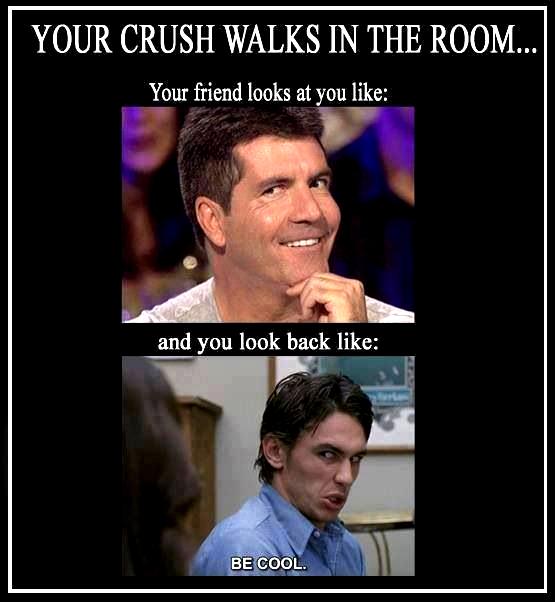 YOUR CRUSH WALKS IN THE ROOM...
Your friend looks at you like:
and you look back like:
BE COOL.